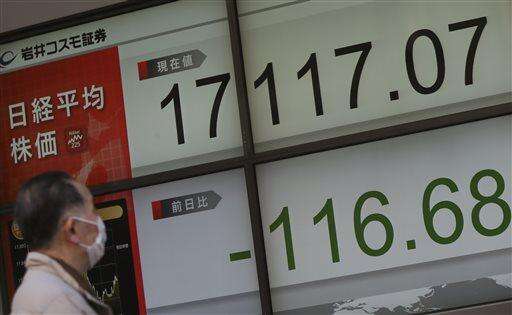 岩井コスモ証券
日経平均
株価
現在値
17117.07
前日比
-116.68